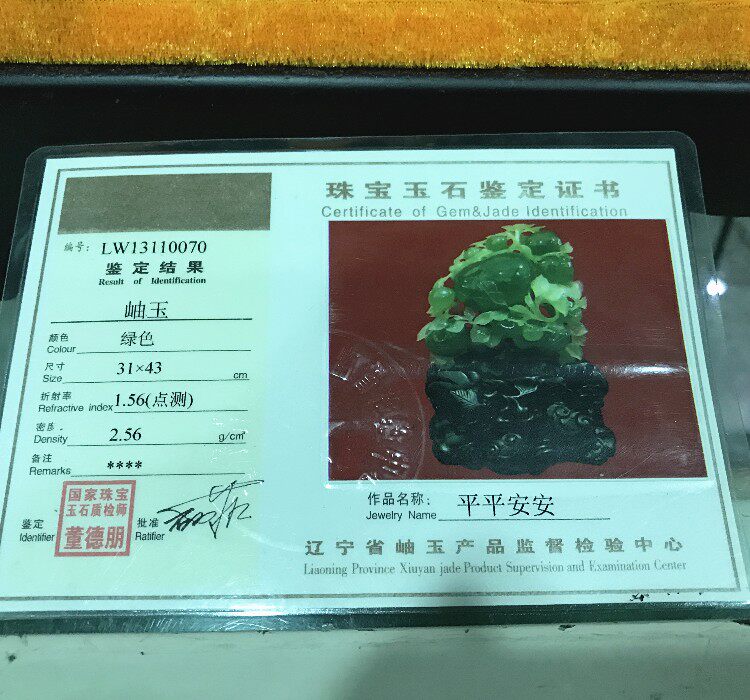 编号: LW13110070
鉴定结果
Result of Identification
岫玉
颜色 绿色
Colour
尺寸 31×43
Size cm
折射率 1.56(点测)
Refractive index
密度 2.56
Density g/cm³
备注 ****
Remarks
国家珠宝
玉石质检师
董德朋
鉴定
Identifier
批准
Ratifier
珠宝玉石鉴定证书
Certificate of Gem&Jade Identification
作品名称: 平平安安
Jewelry Name
辽宁省岫玉产品监督检验中心
Liaoning Province Xiuyan jade Product Supervision and Examination Center